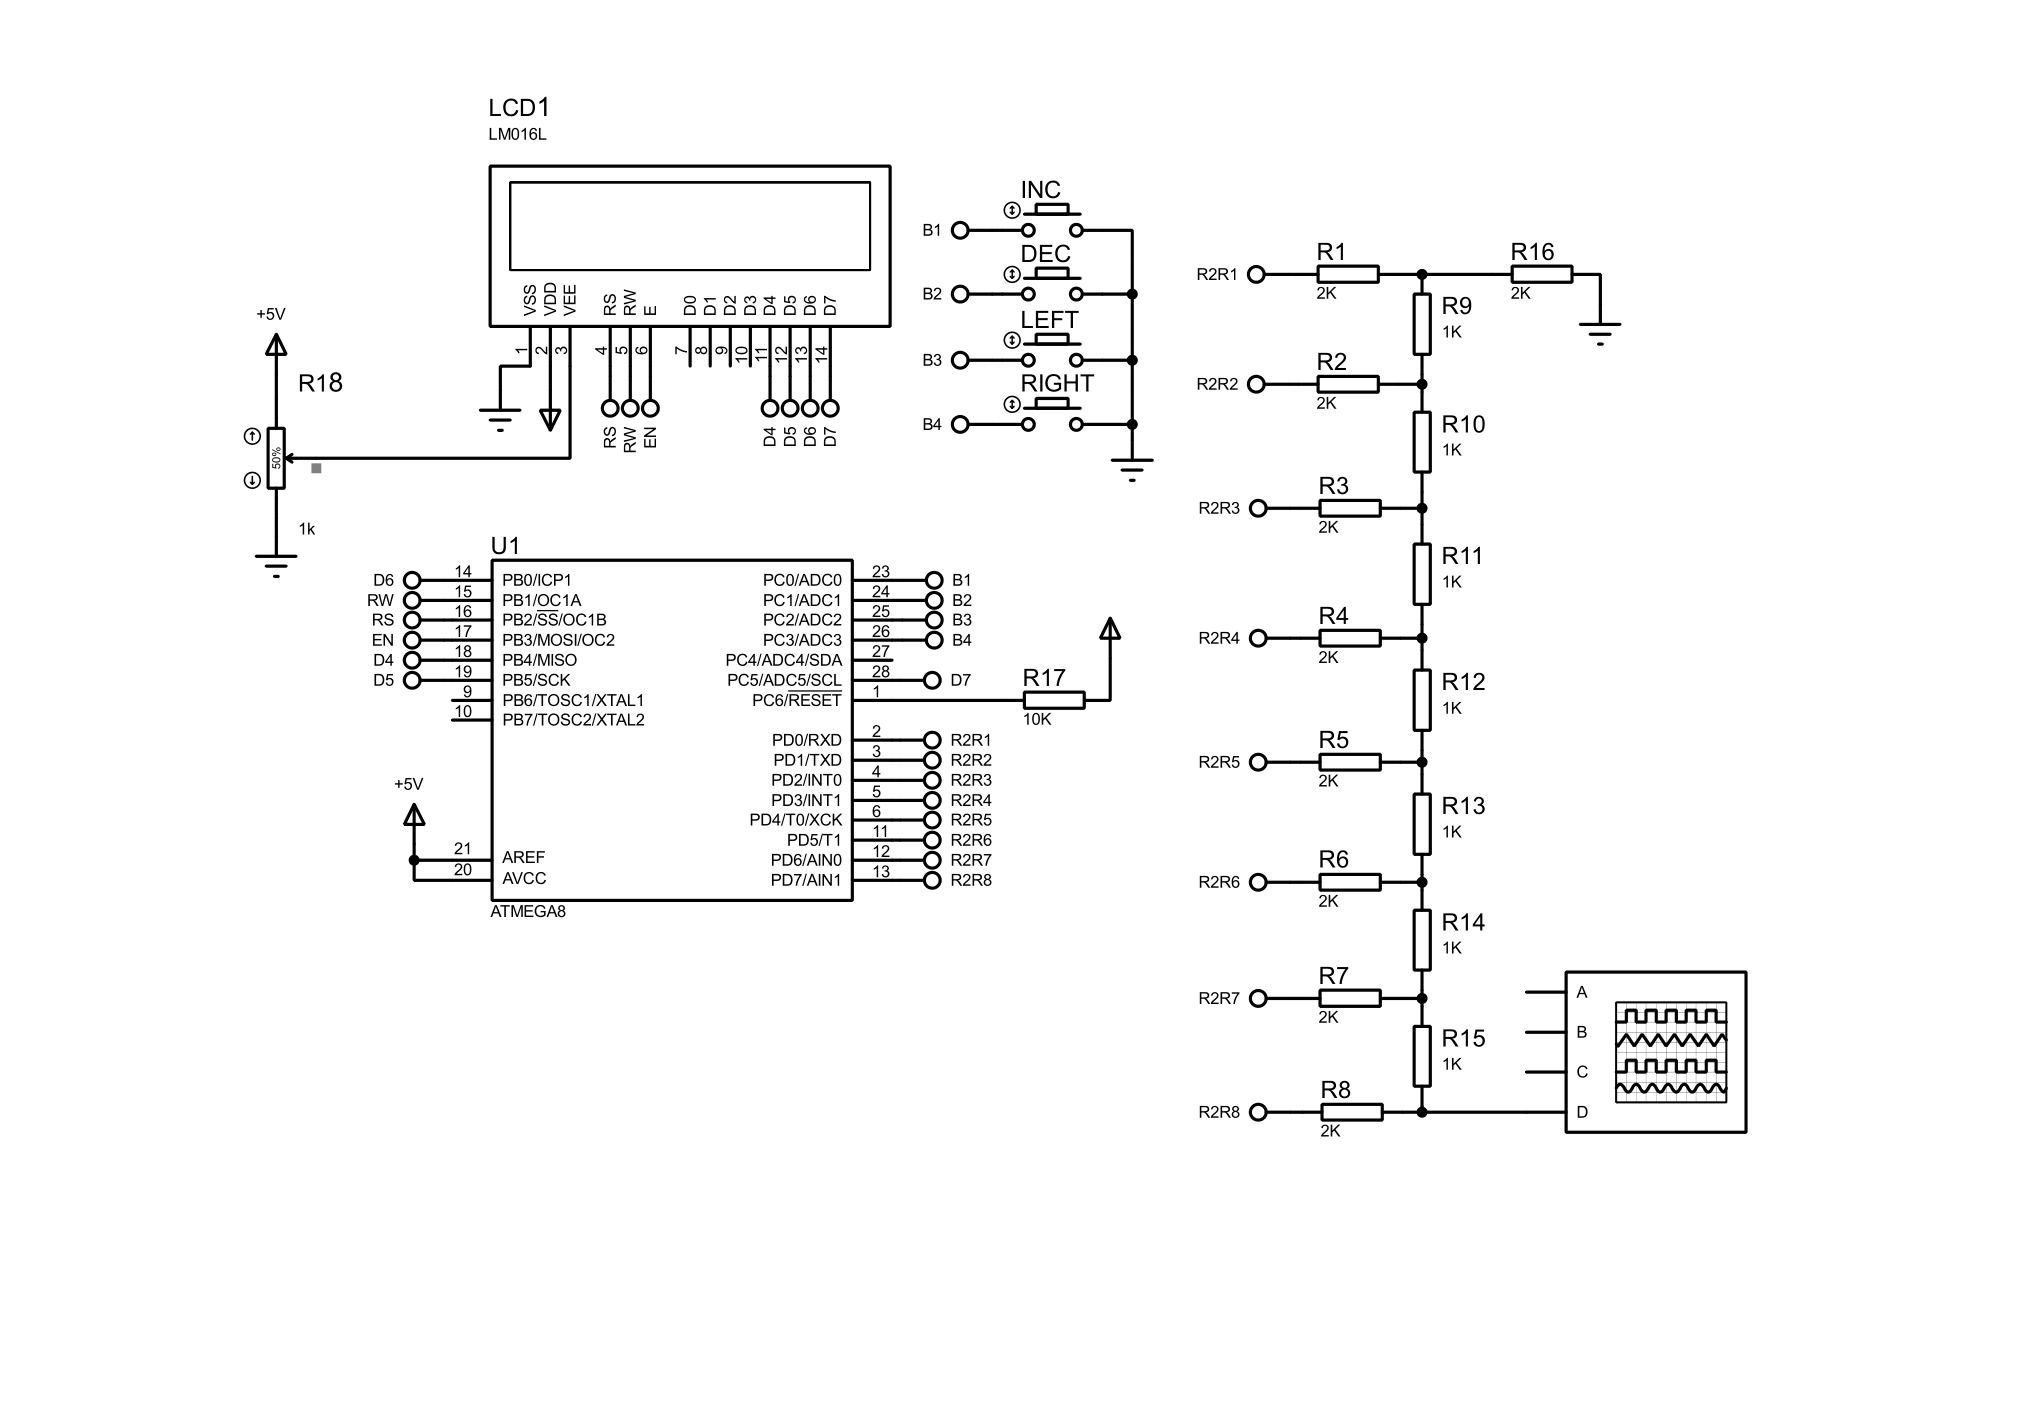 LCD1
LM016L
VSS
VDD
VEE
RS
RW
E
D0
D1
D2
D3
D4
D5
D6
D7
1
2
3
4
5
6
7
8
9
10
11
12
13
14
RS
RW
EN
D4
D5
D6
D7
+5V
R18
50%
1k
INC
B1
DEC
B2
LEFT
B3
RIGHT
B4
U1
D6 14 PB0/ICP1 PC0/ADC0 23 B1
RW 15 PB1/OC1A PC1/ADC1 24 B2
RS 16 PB2/SS/OC1B PC2/ADC2 25 B3
EN 17 PB3/MOSI/OC2 PC3/ADC3 26 B4
D4 18 PB4/MISO PC4/ADC4/SDA 27
D5 19 PB5/SCK PC5/ADC5/SCL 28 D7
9 PB6/TOSC1/XTAL1 PC6/RESET 1
10 PB7/TOSC2/XTAL2
R17
10K
PD0/RXD 2 R2R1
PD1/TXD 3 R2R2
PD2/INT0 4 R2R3
PD3/INT1 5 R2R4
PD4/T0/XCK 6 R2R5
PD5/T1 11 R2R6
PD6/AIN0 12 R2R7
PD7/AIN1 13 R2R8
+5V
21 AREF
20 AVCC
ATMEGA8
R2R1 R1 2K
R16
2K
R9
1K
R2R2 R2 2K
R10
1K
R2R3 R3 2K
R11
1K
R2R4 R4 2K
R12
1K
R2R5 R5 2K
R13
1K
R2R6 R6 2K
R14
1K
R2R7 R7 2K
R15
1K
R2R8 R8 2K
A
B
C
D